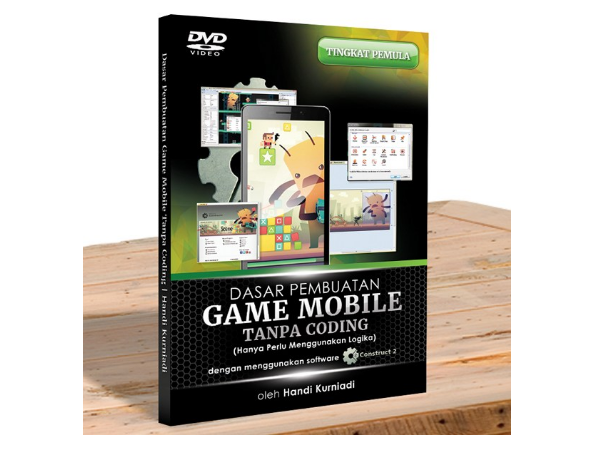 DVD
VIDEO
TINGKAT PEMULA
DASAR PEMBUATAN
GAME MOBILE
TANPA CODING
(Hanya Perlu Menggunakan Logika)
dengan menggunakan software Construct 2
oleh Handi Kurniadi
Dasar Pembuatan Game Mobile Tanpa Coding | Handi Kurniadi